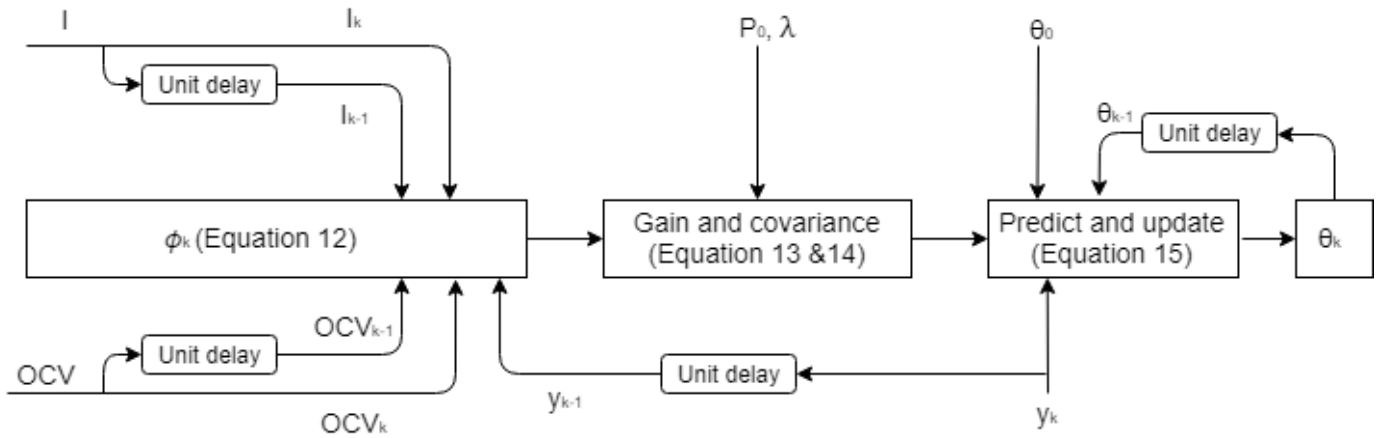 I
Iₖ
P₀, λ
θ₀
Unit delay
Iₖ₋₁
θₖ₋₁
Unit delay
ϕₖ (Equation 12)
Gain and covariance
(Equation 13 &14)
Predict and update
(Equation 15)
θₖ
OCVₖ₋₁
Unit delay
OCV
OCVₖ
yₖ₋₁
Unit delay
yₖ